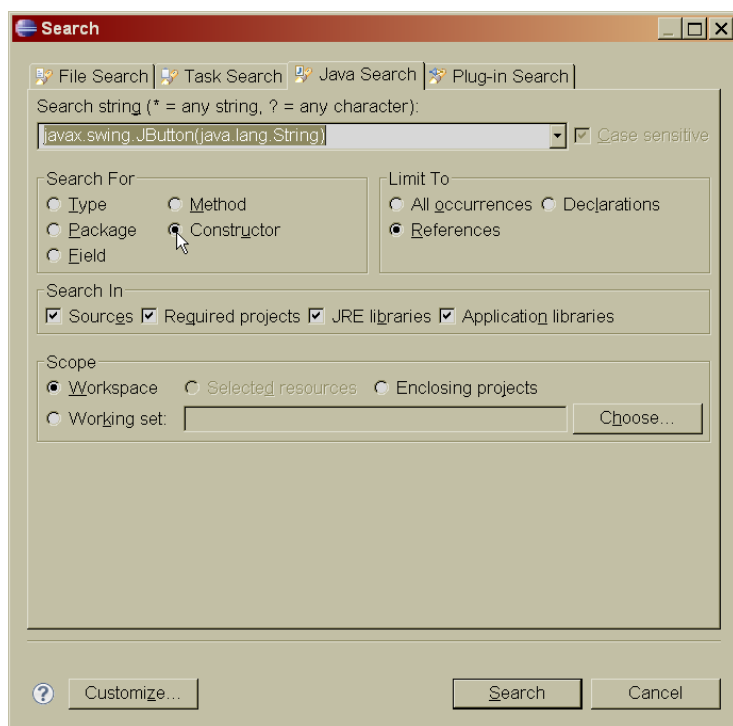 Search
File Search Task Search Java Search Plug-in Search
Search string (* = any string, ? = any character):
javax.swing.JButton(java.lang.String) Case sensitive
Search For Limit To
Type Method All occurrences Declarations
Package Constructor References
Field
Search In
Sources Required projects JRE libraries Application libraries
Scope
Workspace Selected resources Enclosing projects
Working set: Choose...
? Customize... Search Cancel